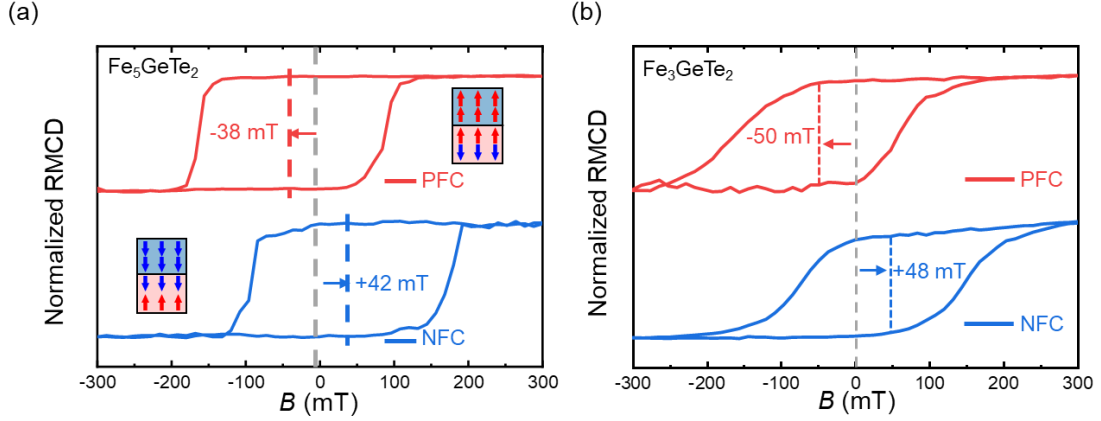 (a)
Fe₅GeTe₂
-38 mT
PFC
+42 mT
NFC
Normalized RMCD
-300 -200 -100 0 100 200 300
B (mT)
(b)
Fe₃GeTe₂
-50 mT
PFC
+48 mT
NFC
Normalized RMCD
-300 -200 -100 0 100 200 300
B (mT)